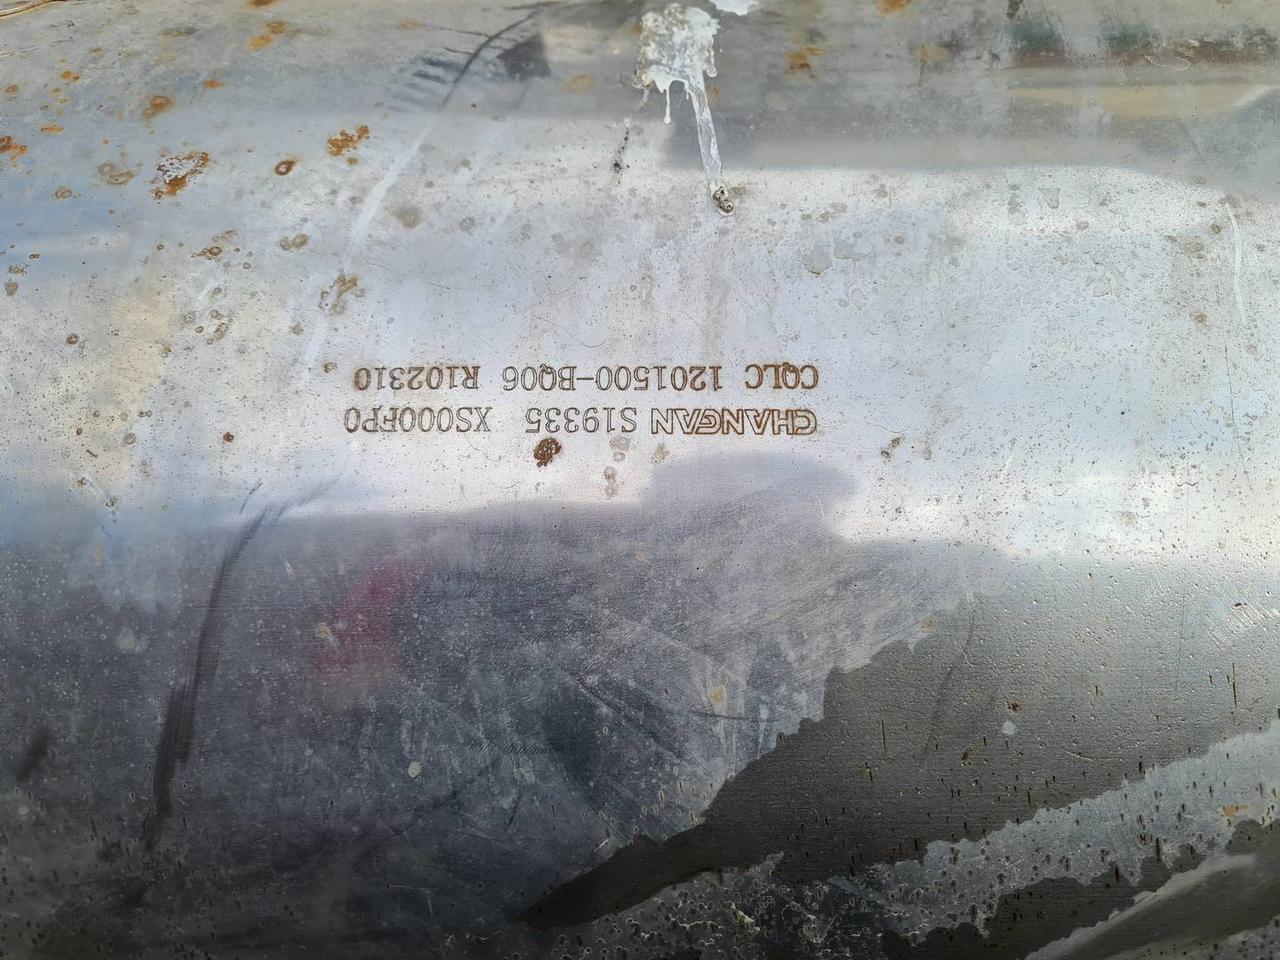 CHANGAN S19335 XS000FP0
CQLC 1201500-BQ06 R102310